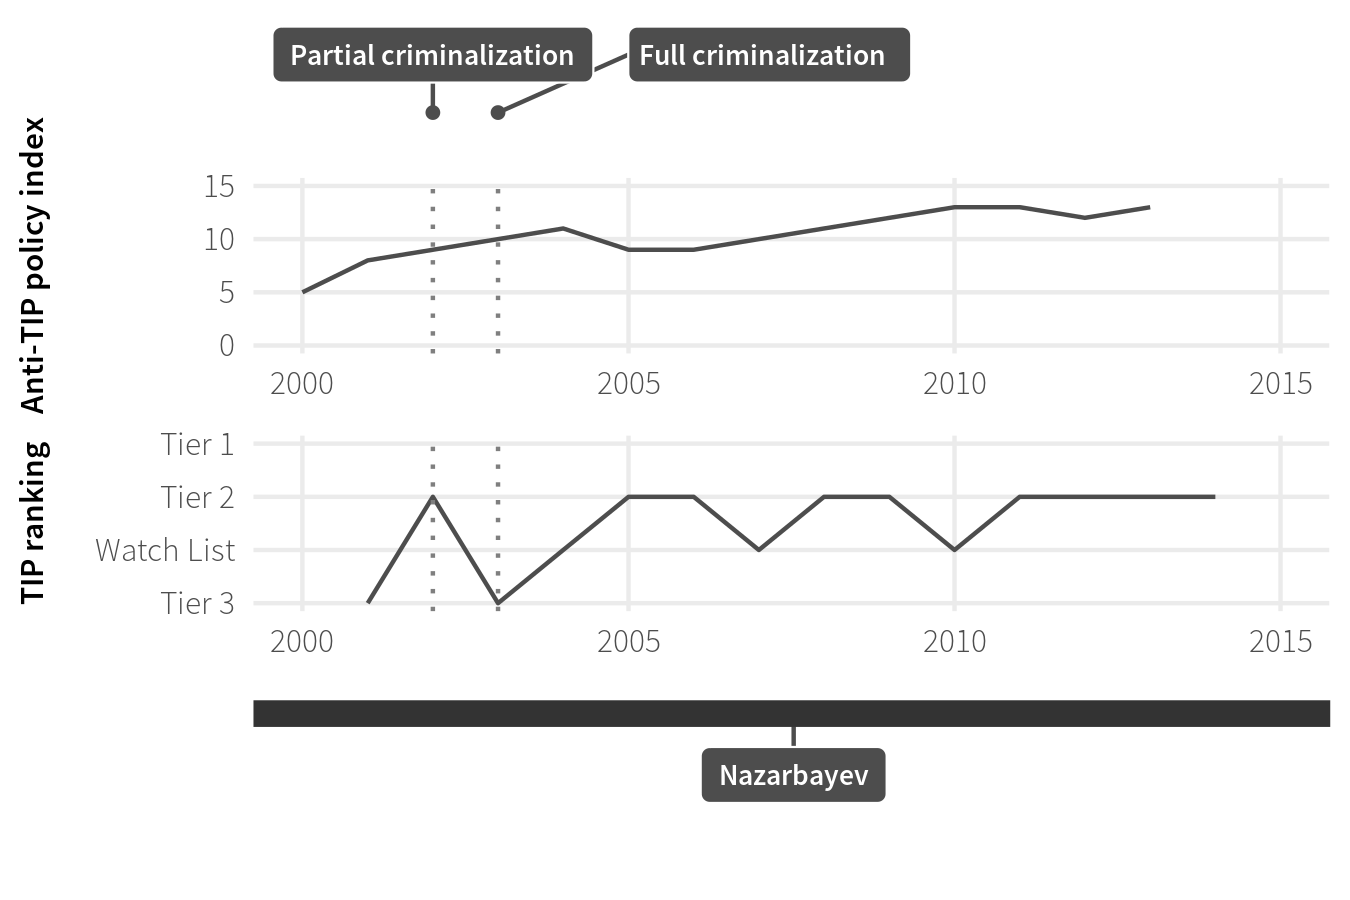 Partial criminalization
Full criminalization
Anti-TIP policy index
15
10
5
0
2000 2005 2010 2015
TIP ranking
Tier 1
Tier 2
Watch List
Tier 3
2000 2005 2010 2015
Nazarbayev